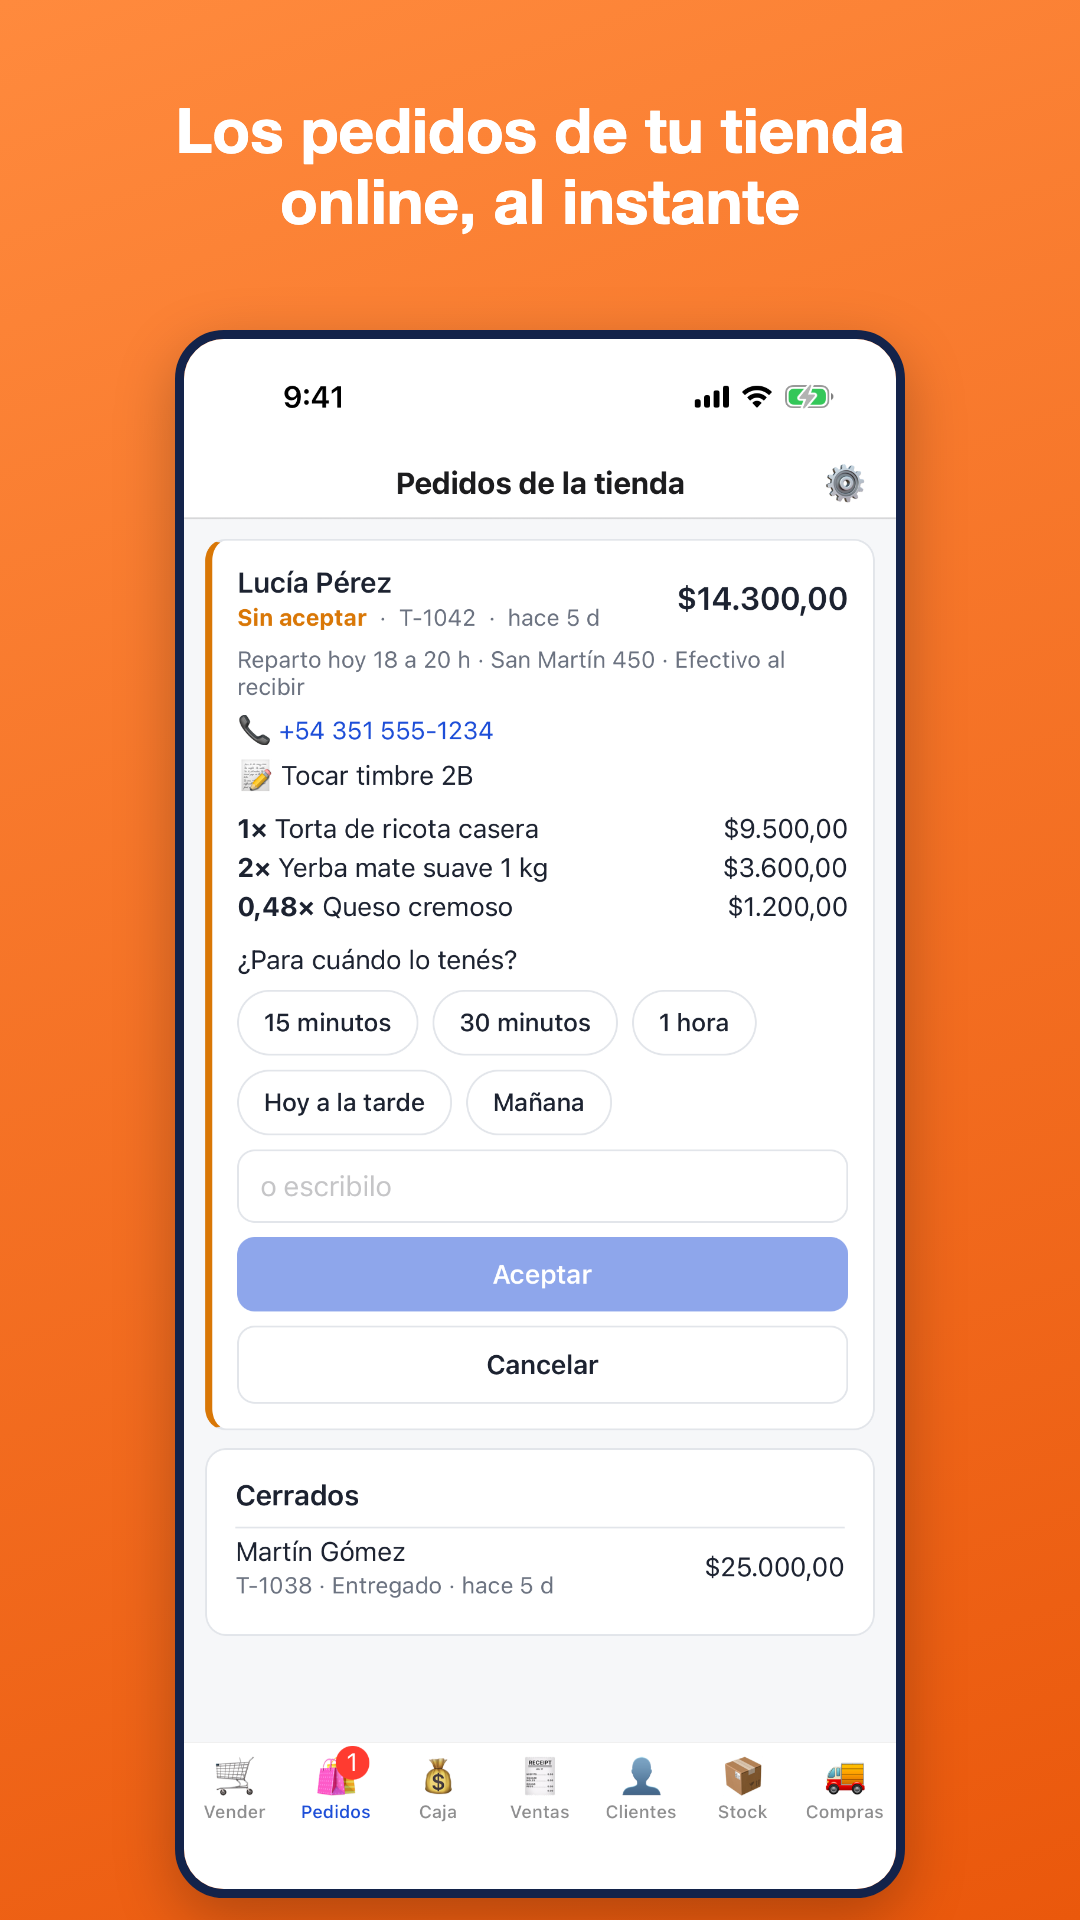 Los pedidos de tu tienda
online, al instante
9:41
Pedidos de la tienda
Lucía Pérez
$14.300,00
Sin aceptar · T-1042 · hace 5 d
Reparto hoy 18 a 20 h · San Martín 450 · Efectivo al
recibir
+54 351 555-1234
Tocar timbre 2B
1× Torta de ricota casera $9.500,00
2× Yerba mate suave 1 kg $3.600,00
0,48× Queso cremoso $1.200,00
¿Para cuándo lo tenés?
15 minutos 30 minutos 1 hora
Hoy a la tarde Mañana
o escribilo
Aceptar
Cancelar
Cerrados
Martín Gómez
$25.000,00
T-1038 · Entregado · hace 5 d
1
RECEIPT
Vender Pedidos Caja Ventas Clientes Stock Compras